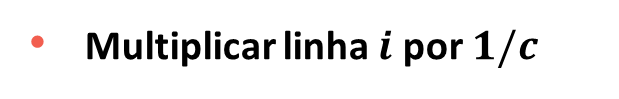 • Multiplicar linha i por 1/c